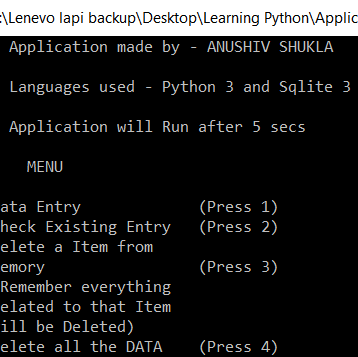 :\Lenevo lapi backup\Desktop\Learning Python\Applic
Application made by - ANUSHIV SHUKLA
Languages used - Python 3 and Sqlite 3
Application will Run after 5 secs
MENU
ata Entry (Press 1)
heck Existing Entry (Press 2)
elete a Item from
emory (Press 3)
Remember everything
elated to that Item
ill be Deleted)
elete all the DATA (Press 4)